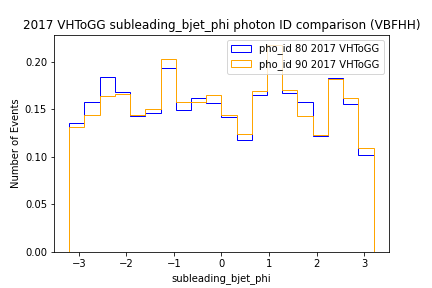 2017 VHToGG subleading_bjet_phi photon ID comparison (VBFHH)
pho_id 80 2017 VHToGG
pho_id 90 2017 VHToGG
Number of Events
0.20
0.15
0.10
0.05
0.00
−3 −2 −1 0 1 2 3
subleading_bjet_phi